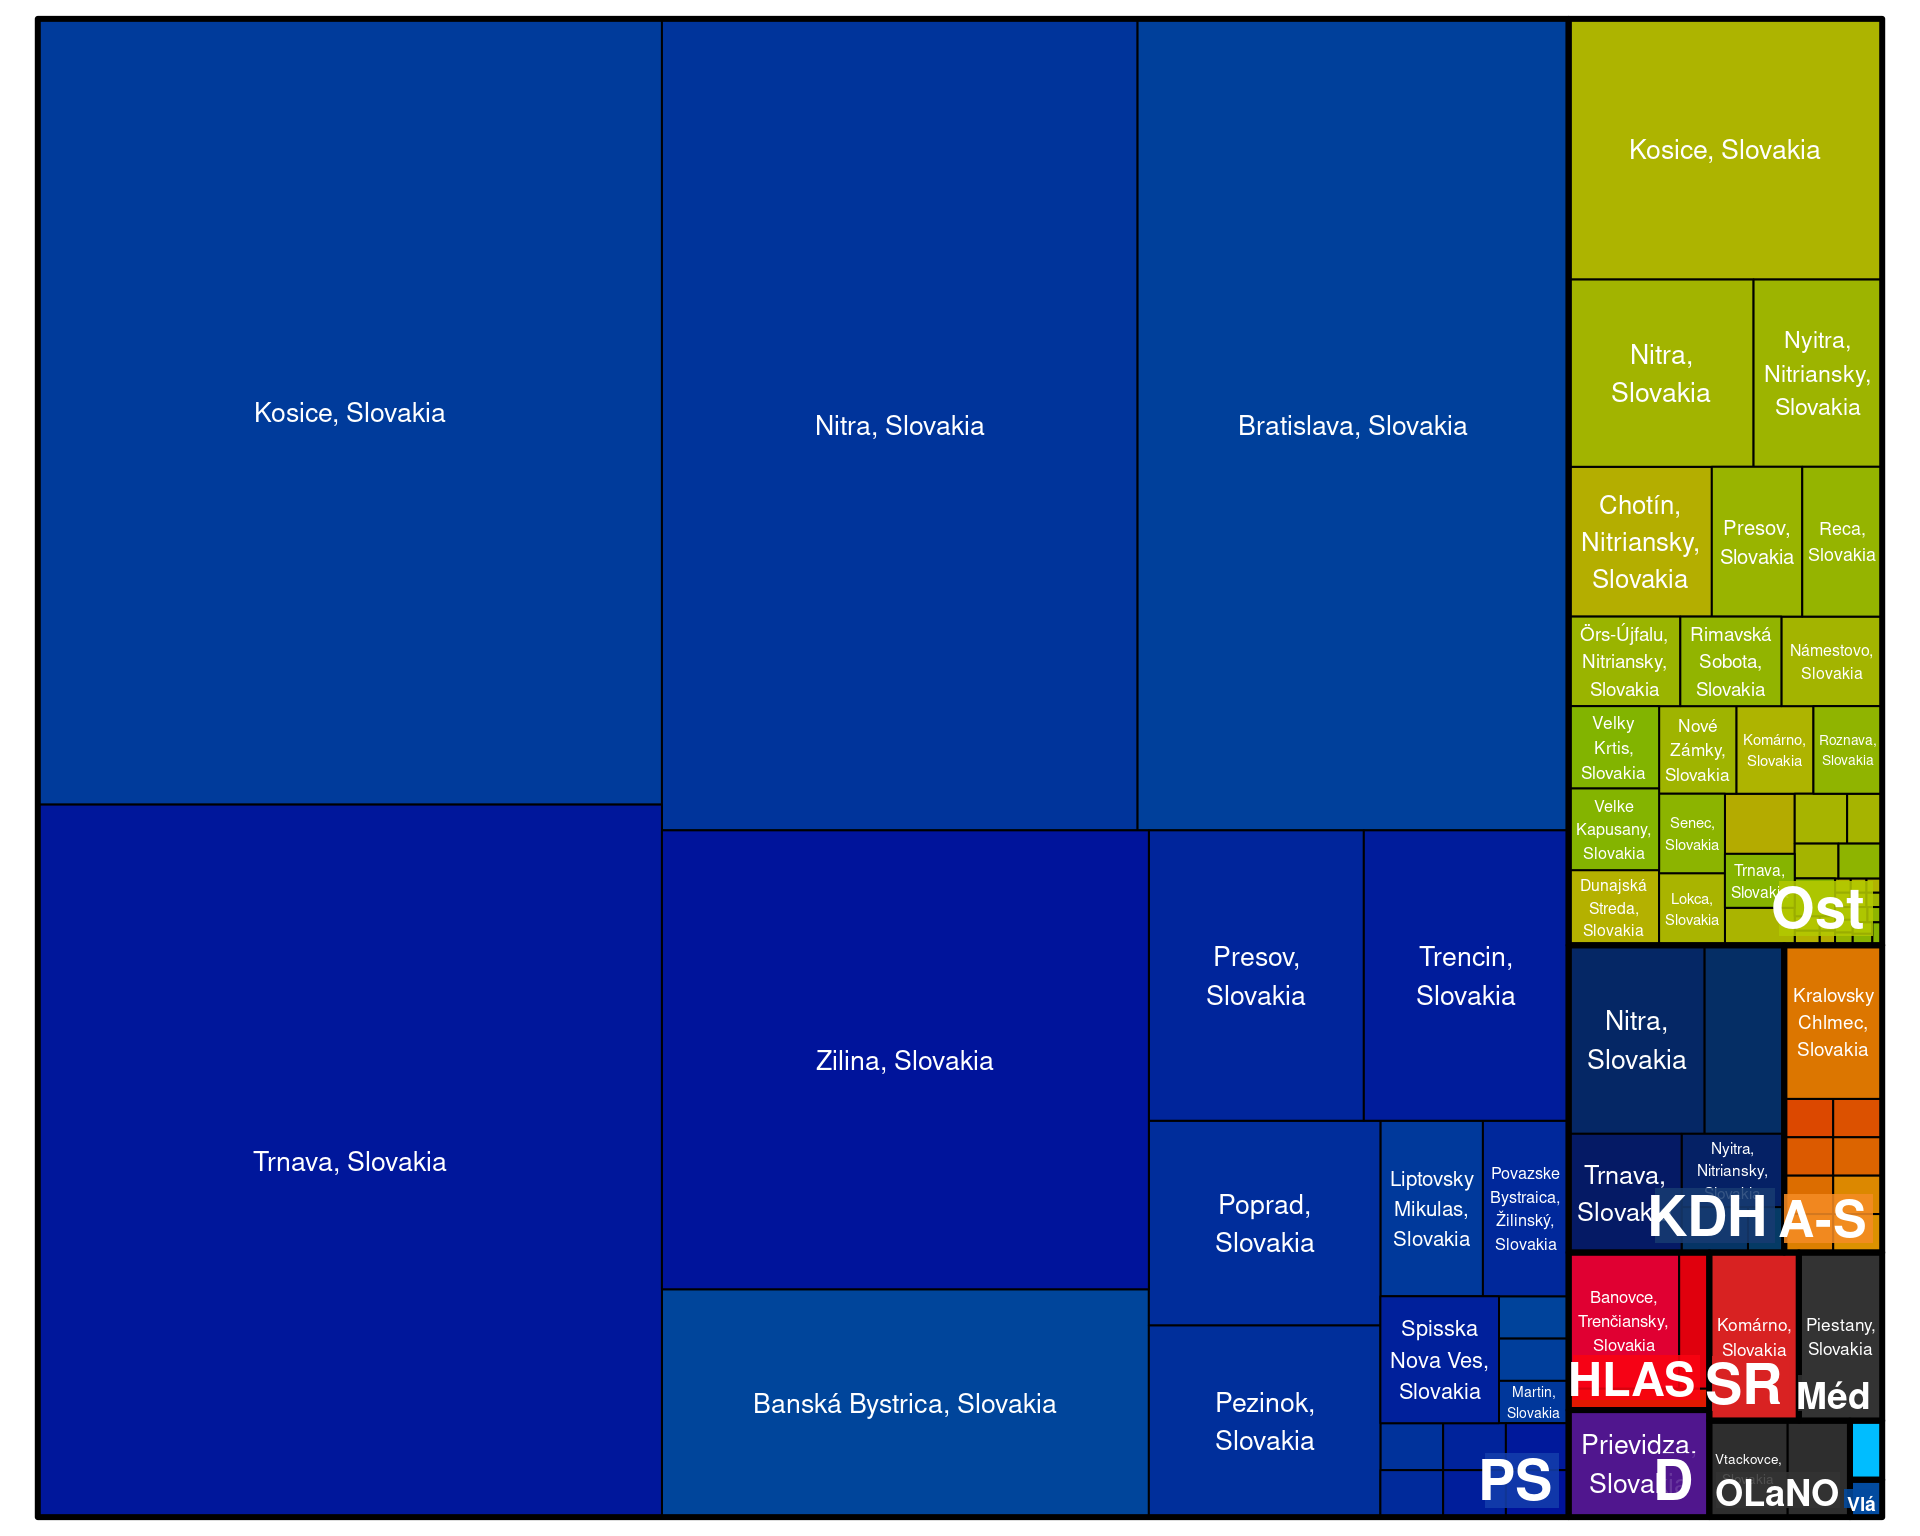 Kosice, Slovakia
Nitra, Slovakia
Bratislava, Slovakia
Trnava, Slovakia
Zilina, Slovakia
Banská Bystrica, Slovakia
Presov,
Slovakia
Trencin,
Slovakia
Poprad,
Slovakia
Pezinok,
Slovakia
Liptovsky
Mikulas,
Slovakia
Povazske
Bystraica,
Žilinský,
Slovakia
Spisska
Nova Ves,
Slovakia
Martin,
Slovakia
PS
Kosice, Slovakia
Nitra,
Slovakia
Nyitra,
Nitriansky,
Slovakia
Chotín,
Nitriansky,
Slovakia
Presov,
Slovakia
Reca,
Slovakia
Örs-Újfalu,
Nitriansky,
Slovakia
Rimavská
Sobota,
Slovakia
Námestovo,
Slovakia
Velky
Krtis,
Slovakia
Nové
Zámky,
Slovakia
Komárno,
Slovakia
Roznava,
Slovakia
Velke
Kapusany,
Slovakia
Senec,
Slovakia
Trnava,
Slovakia
Dunajská
Streda,
Slovakia
Lokca,
Slovakia
Ost
Nitra,
Slovakia
Trnava,
Slovakia
Nyitra,
Nitriansky,
Slovakia
KDH
Kralovsky
Chlmec,
Slovakia
A-S
Banovce,
Trenčiansky,
Slovakia
HLAS
Komárno,
Slovakia
SR
Piestany,
Slovakia
Méd
Prievidza,
Slovakia
D
Vtackovce,
Slovakia
OLaNO
Vlá